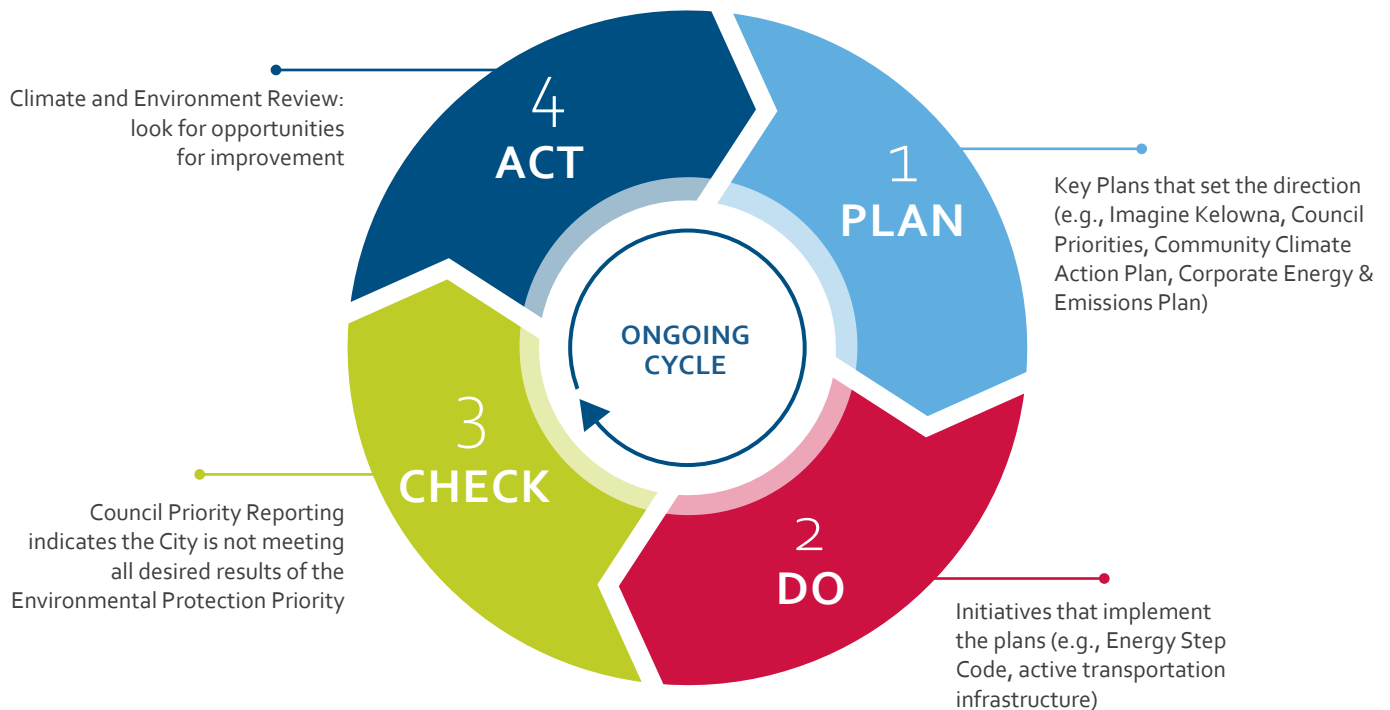 1
PLAN
Key Plans that set the direction
(e.g., Imagine Kelowna, Council
Priorities, Community Climate
Action Plan, Corporate Energy &
Emissions Plan)
2
DO
Initiatives that implement
the plans (e.g., Energy Step
Code, active transportation
infrastructure)
3
CHECK
Council Priority Reporting
indicates the City is not meeting
all desired results of the
Environmental Protection Priority
4
ACT
Climate and Environment Review:
look for opportunities
for improvement
ONGOING
CYCLE